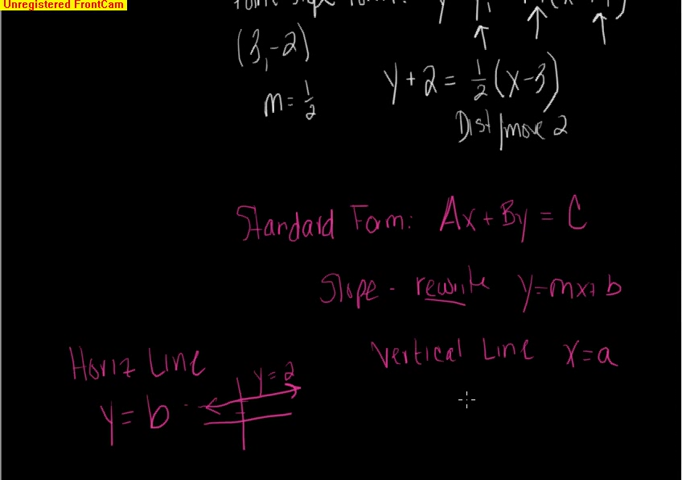 Unregistered FrontCam
(3,-2)
m = 1/2
y + 2 = 1/2 (x - 3)
Dist/move 2
Standard Form: Ax + By = C
Slope - rewrite y = mx + b
Vertical Line x = a
Horiz Line
y = b
y = 2